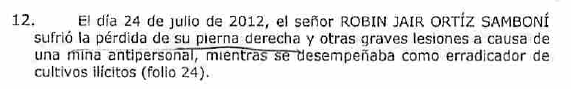 12. El día 24 de julio de 2012, el señor ROBIN JAIR ORTÍZ SAMBONÍ
sufrió la pérdida de su pierna derecha y otras graves lesiones a causa de
una mina antipersonal, mientras se desempeñaba como erradicador de
cultivos ilícitos (folio 24).